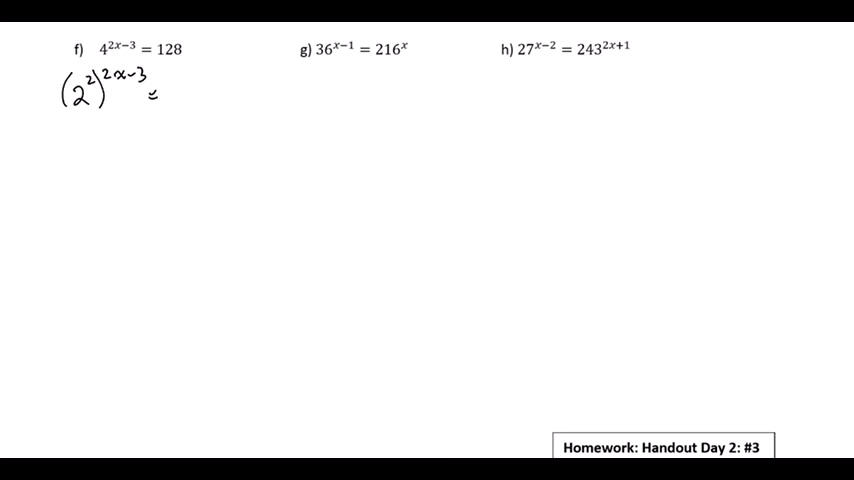 f) 4^{2x−3} = 128 g) 36^{x−1} = 216^x h) 27^{x−2} = 243^{2x+1}
(2^2)^{2x−3} =
Homework: Handout Day 2: #3